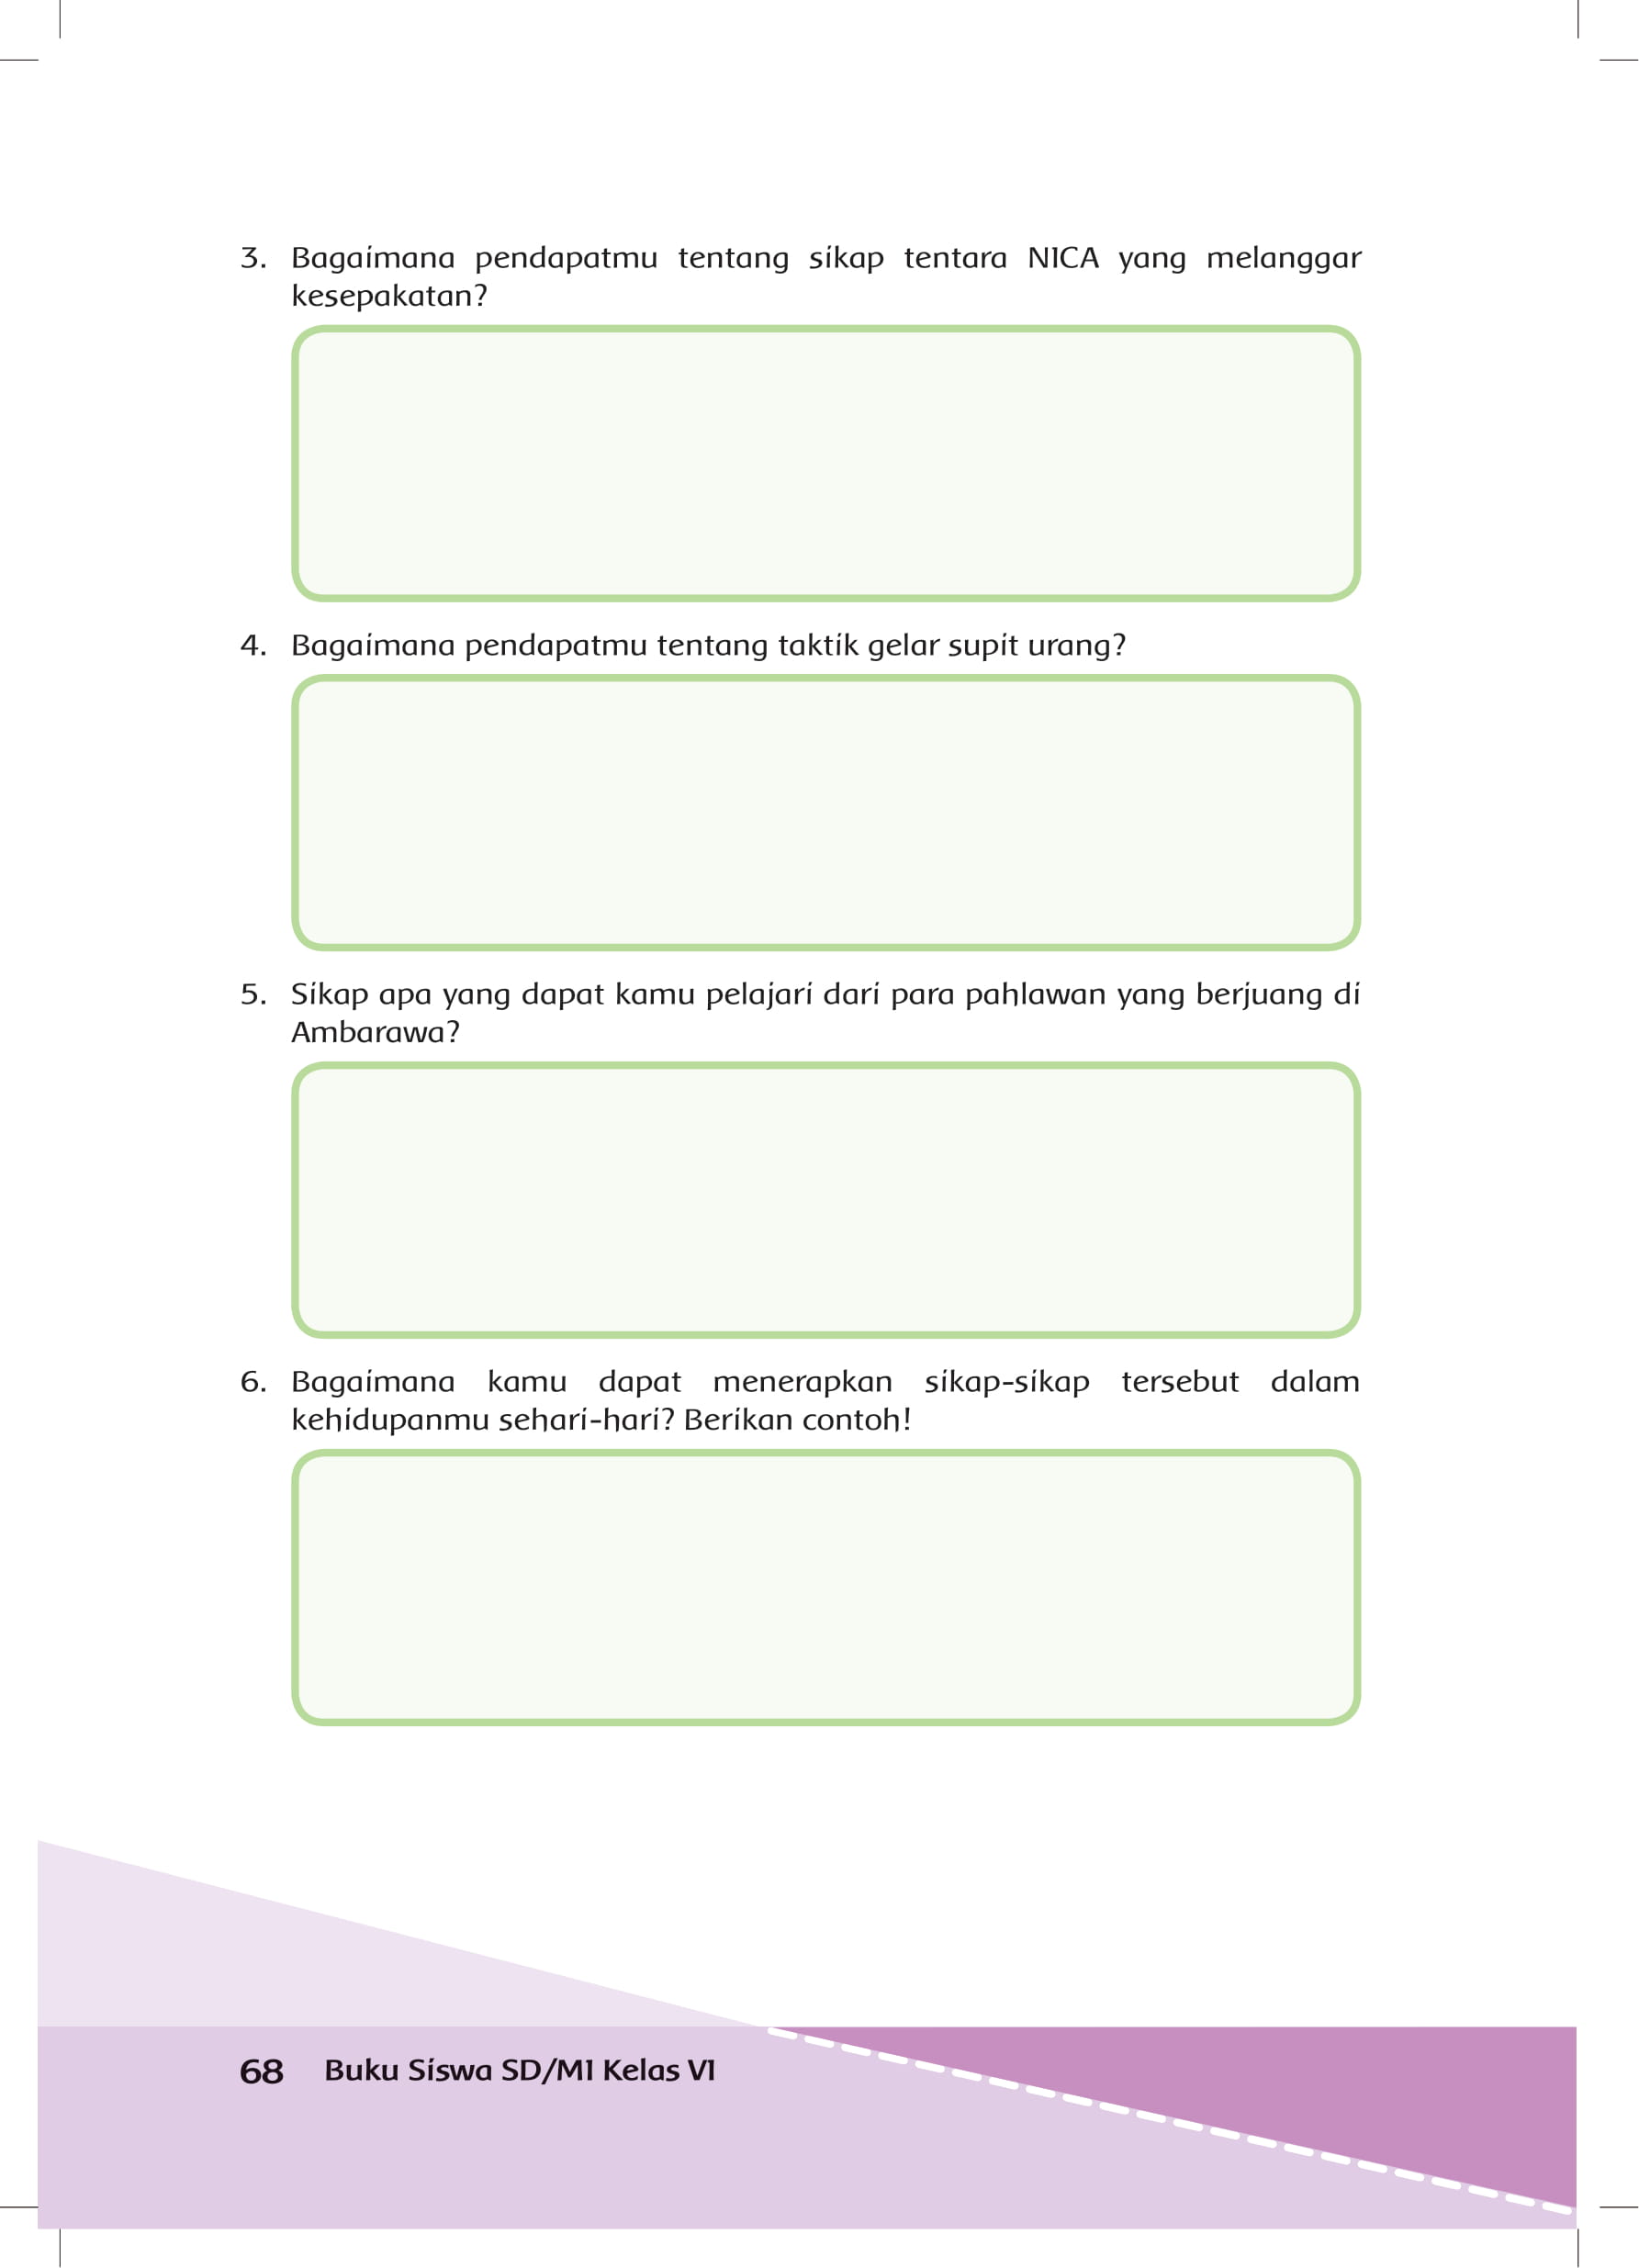 3. Bagaimana pendapatmu tentang sikap tentara NICA yang melanggar
kesepakatan?
4. Bagaimana pendapatmu tentang taktik gelar supit urang?
5. Sikap apa yang dapat kamu pelajari dari para pahlawan yang berjuang di
Ambarawa?
6. Bagaimana kamu dapat menerapkan sikap-sikap tersebut dalam
kehidupanmu sehari-hari? Berikan contoh!
68 Buku Siswa SD/MI Kelas VI